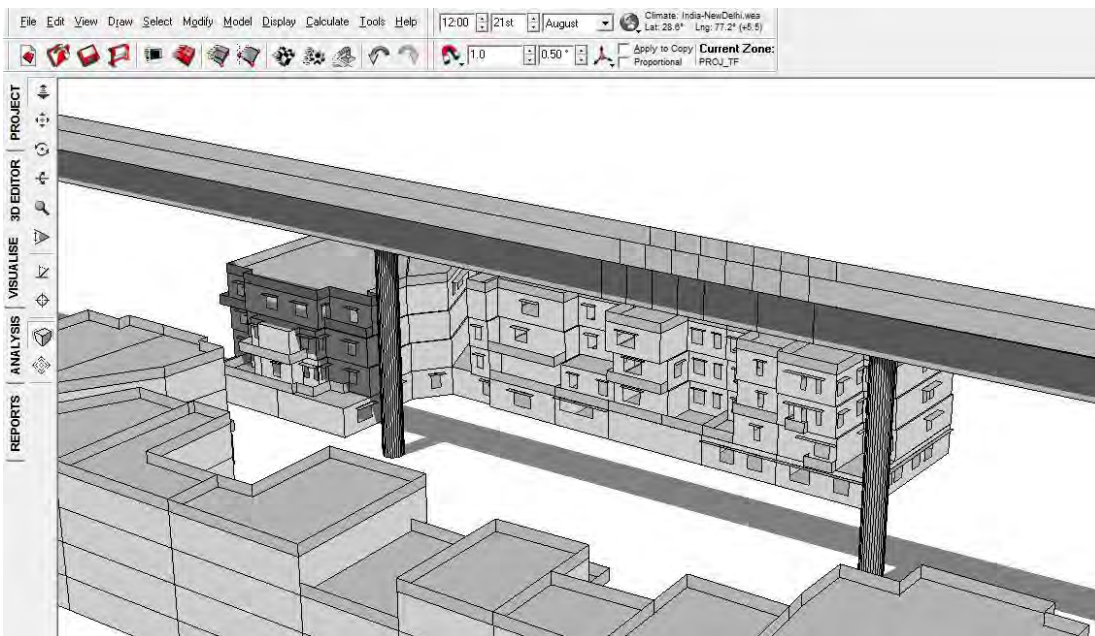 File Edit View Draw Select Modify Model Display Calculate Tools Help
12:00 21st August
Climate: India-NewDelhi.wea
Lat: 28.6° Lng: 77.2° (+5.5)
1.0 0.50 °
Apply to Copy
Proportional
Current Zone:
PROJ_TF
PROJECT
3D EDITOR
VISUALISE
ANALYSIS
REPORTS